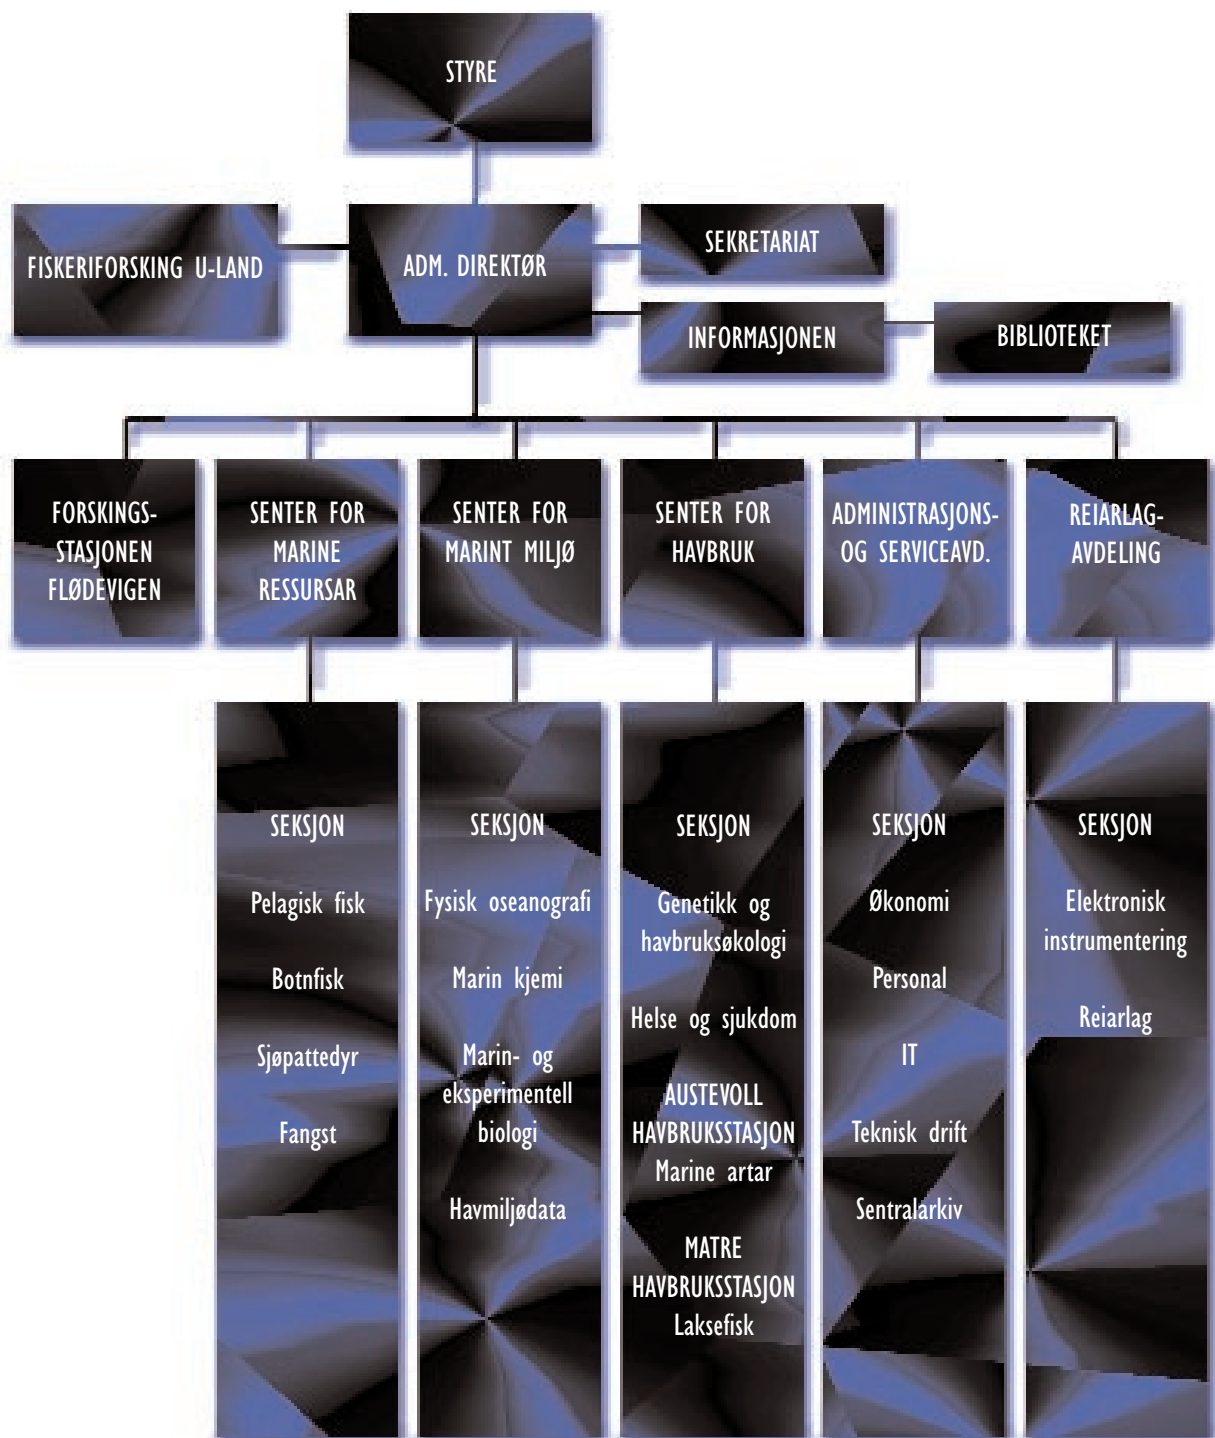 STYRE
FISKERIFORSKING U-LAND
ADM. DIREKTØR
SEKRETARIAT
INFORMASJONEN
BIBLIOTEKET
FORSKINGS-
STASJONEN
FLØDEVIGEN
SENTER FOR
MARINE
RESSURSAR
SENTER FOR
MARINT MILJØ
SENTER FOR
HAVBRUK
ADMINISTRASJONS-
OG SERVICEAVD.
REIARLAG-
AVDELING
SEKSJON
Pelagisk fisk
Botnfisk
Sjøpattedyr
Fangst
SEKSJON
Fysisk oseanografi
Marin kjemi
Marin- og
eksperimentell
biologi
Havmiljødata
SEKSJON
Genetikk og
havbruksøkologi
Helse og sjukdom
AUSTEVOLL
HAVBRUKSSTASJON
Marine artar
MATRE
HAVBRUKSSTASJON
Laksefisk
SEKSJON
Økonomi
Personal
IT
Teknisk drift
Sentralarkiv
SEKSJON
Elektronisk
instrumentering
Reiarlag